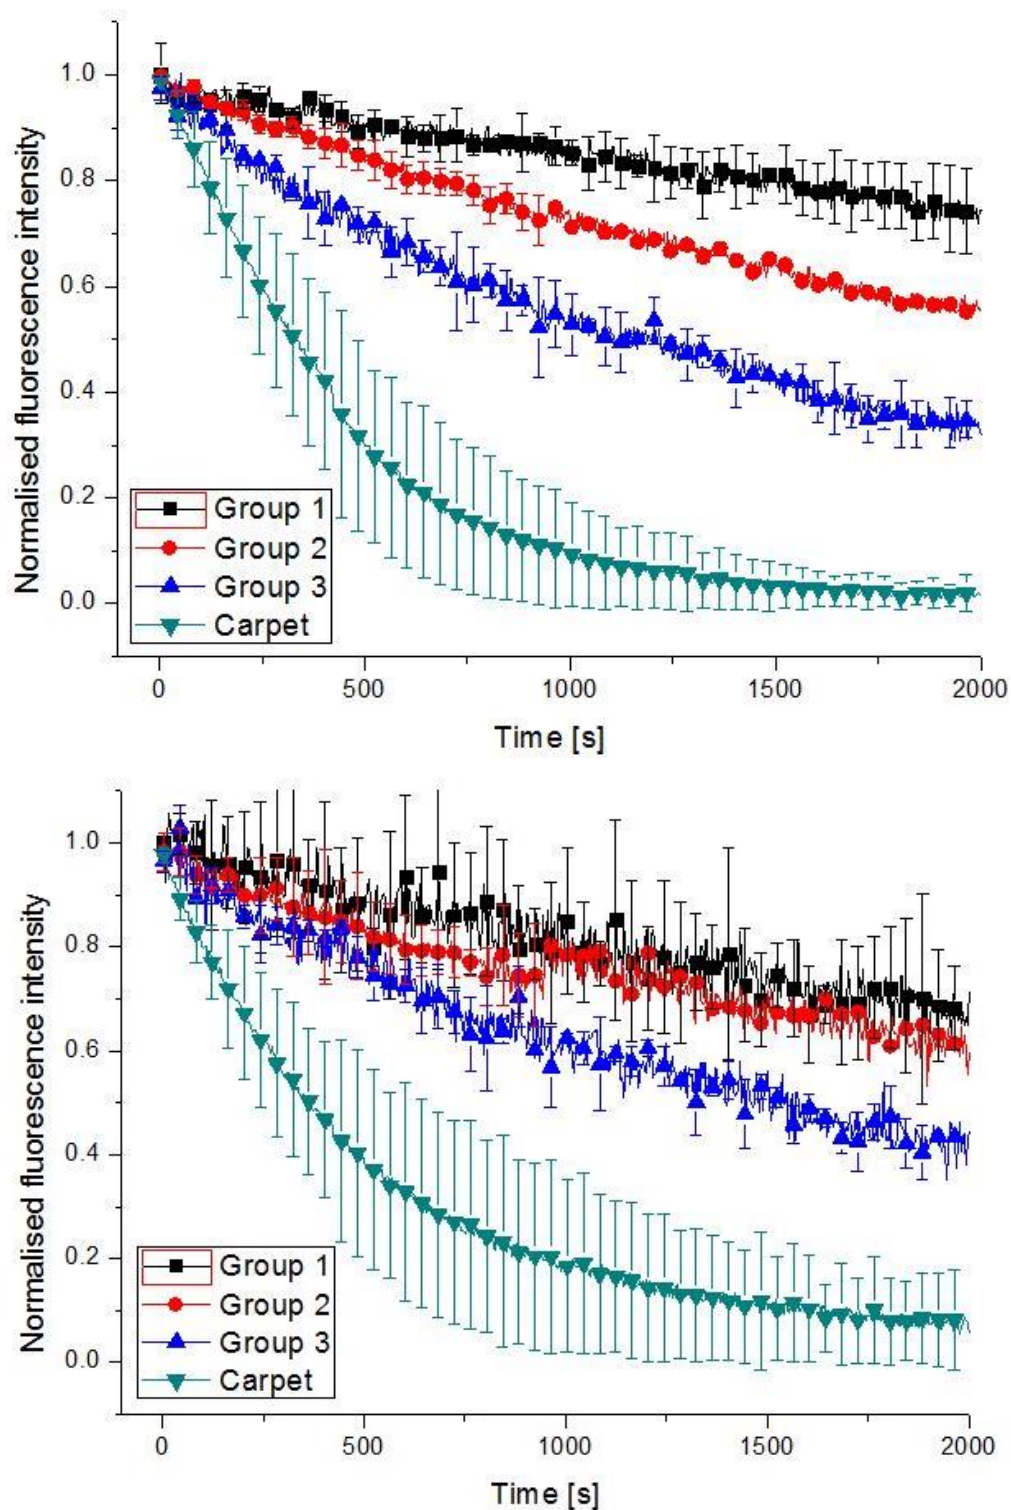 Normalised fluorescence intensity
1.0
0.8
0.6
0.4
0.2
0.0
Group 1
Group 2
Group 3
Carpet
0 500 1000 1500 2000
Time [s]
Normalised fluorescence intensity
1.0
0.8
0.6
0.4
0.2
0.0
Group 1
Group 2
Group 3
Carpet
0 500 1000 1500 2000
Time [s]